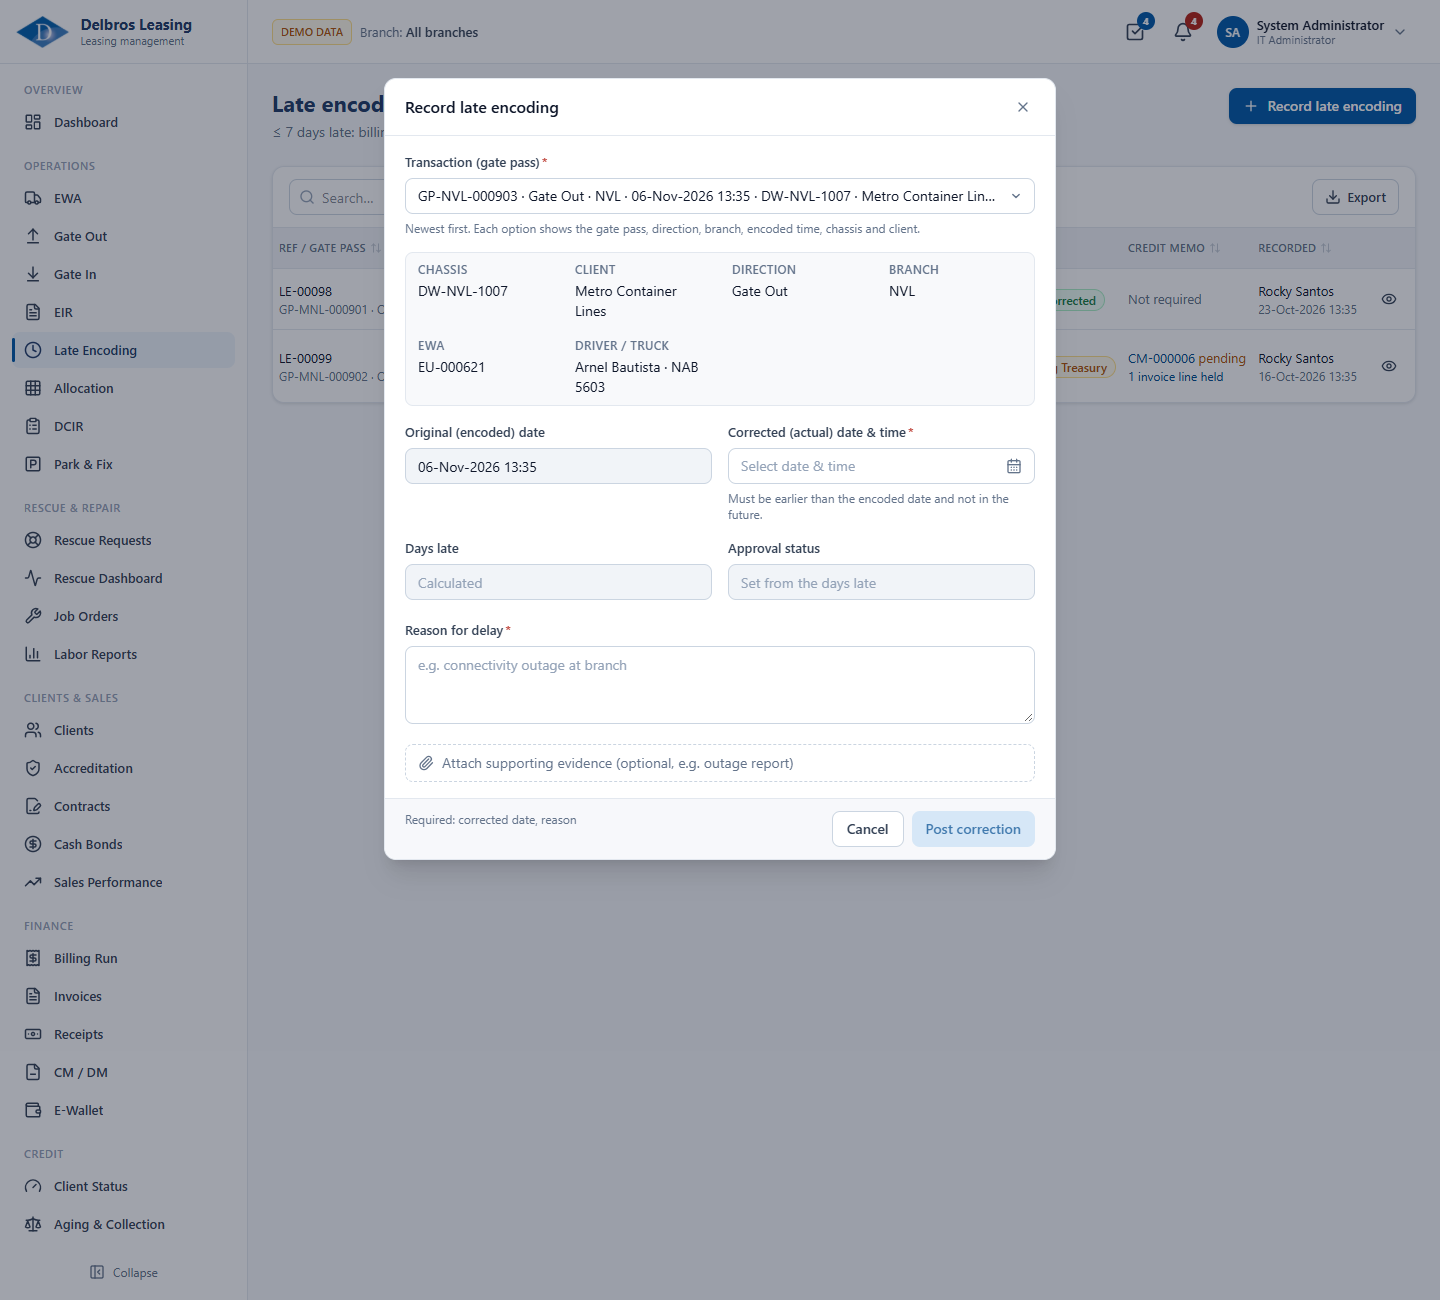 Delbros Leasing
Leasing management
DEMO DATA
Branch: All branches
4
4
SA
System Administrator
IT Administrator
OVERVIEW
Dashboard
OPERATIONS
EWA
Gate Out
Gate In
EIR
Late Encoding
Allocation
DCIR
Park & Fix
RESCUE & REPAIR
Rescue Requests
Rescue Dashboard
Job Orders
Labor Reports
CLIENTS & SALES
Clients
Accreditation
Contracts
Cash Bonds
Sales Performance
FINANCE
Billing Run
Invoices
Receipts
CM / DM
E-Wallet
CREDIT
Client Status
Aging & Collection
Collapse
Late encod
≤ 7 days late: billin
Record late encoding
Search...
Export
REF / GATE PASS
CREDIT MEMO
RECORDED
LE-00098
GP-MNL-000901 ·
rrected
Not required
Rocky Santos
23-Oct-2026 13:35
LE-00099
GP-MNL-000902 ·
Treasury
CM-000006 pending
1 invoice line held
Rocky Santos
16-Oct-2026 13:35
Record late encoding
Transaction (gate pass) *
GP-NVL-000903 · Gate Out · NVL · 06-Nov-2026 13:35 · DW-NVL-1007 · Metro Container Lin...
Newest first. Each option shows the gate pass, direction, branch, encoded time, chassis and client.
CHASSIS
DW-NVL-1007
CLIENT
Metro Container
Lines
DIRECTION
Gate Out
BRANCH
NVL
EWA
EU-000621
DRIVER / TRUCK
Arnel Bautista · NAB
5603
Original (encoded) date
06-Nov-2026 13:35
Corrected (actual) date & time *
Select date & time
Must be earlier than the encoded date and not in the
future.
Days late
Calculated
Approval status
Set from the days late
Reason for delay *
e.g. connectivity outage at branch
Attach supporting evidence (optional, e.g. outage report)
Required: corrected date, reason
Cancel
Post correction